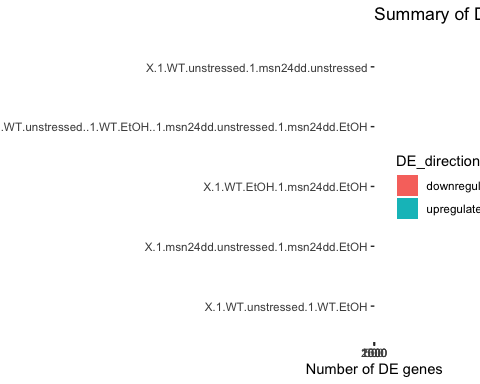 Summary of D
X.1.WT.unstressed.1.msn24dd.unstressed
.WT.unstressed..1.WT.EtOH..1.msn24dd.unstressed.1.msn24dd.EtOH
X.1.WT.EtOH.1.msn24dd.EtOH
X.1.msn24dd.unstressed.1.msn24dd.EtOH
X.1.WT.unstressed.1.WT.EtOH
DE_direction
downregul
upregulate
Number of DE genes